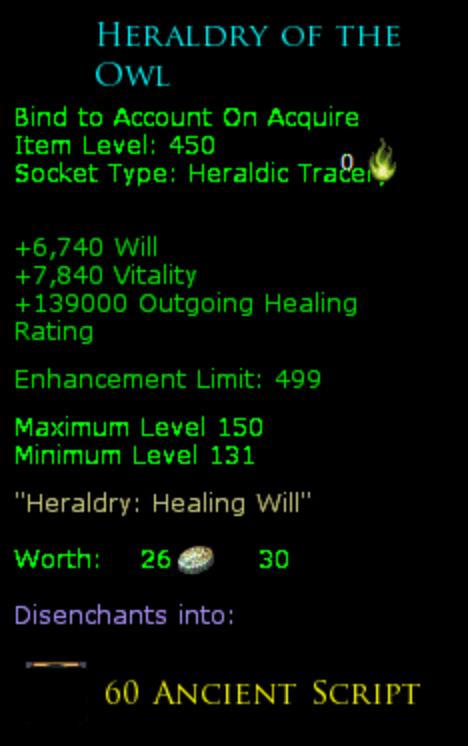 Heraldry of the
Owl
Bind to Account On Acquire
Item Level: 450
0
Socket Type: Heraldic Tracery
+6,740 Will
+7,840 Vitality
+139000 Outgoing Healing
Rating
Enhancement Limit: 499
Maximum Level 150
Minimum Level 131
"Heraldry: Healing Will"
Worth: 26 30
Disenchants into:
60 Ancient Script